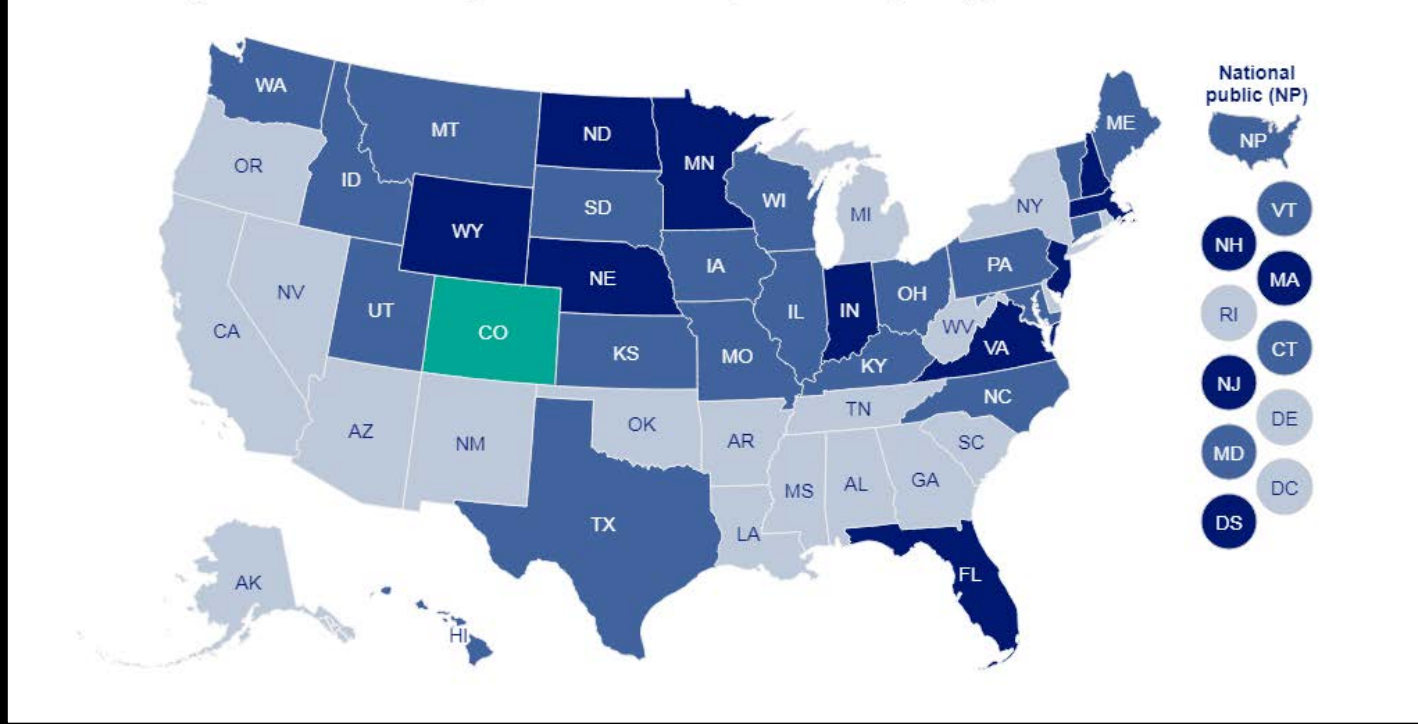 National
public (NP)
WA
ME
MT
ND
NP
MN
OR
ID
WI
SD
MI
NY
VT
WY
NH
IA
PA
MA
NE
OH
NV
UT
IL
IN
RI
CA
CO
WV
VA
CT
KS
MO
KY
NJ
NC
TN
DE
AZ
NM
OK
AR
SC
MD
MS
AL
GA
DC
TX
LA
DS
AK
FL
HI